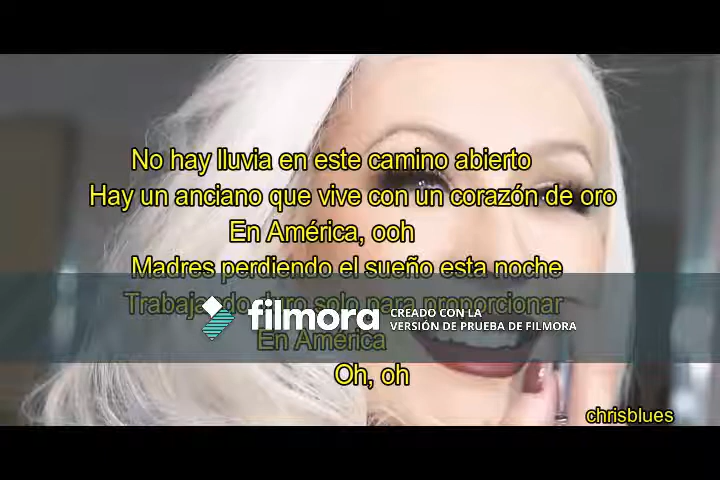 No hay lluvia en este camino abierto
Hay un anciano que vive con un corazón de oro
En América, ooh
Madres perdiendo el sueño esta noche
Trabajando duro solo para proporcionar
En América
filmora
CREADO CON LA
VERSIÓN DE PRUEBA DE FILMORA
Oh, oh
chrisblues